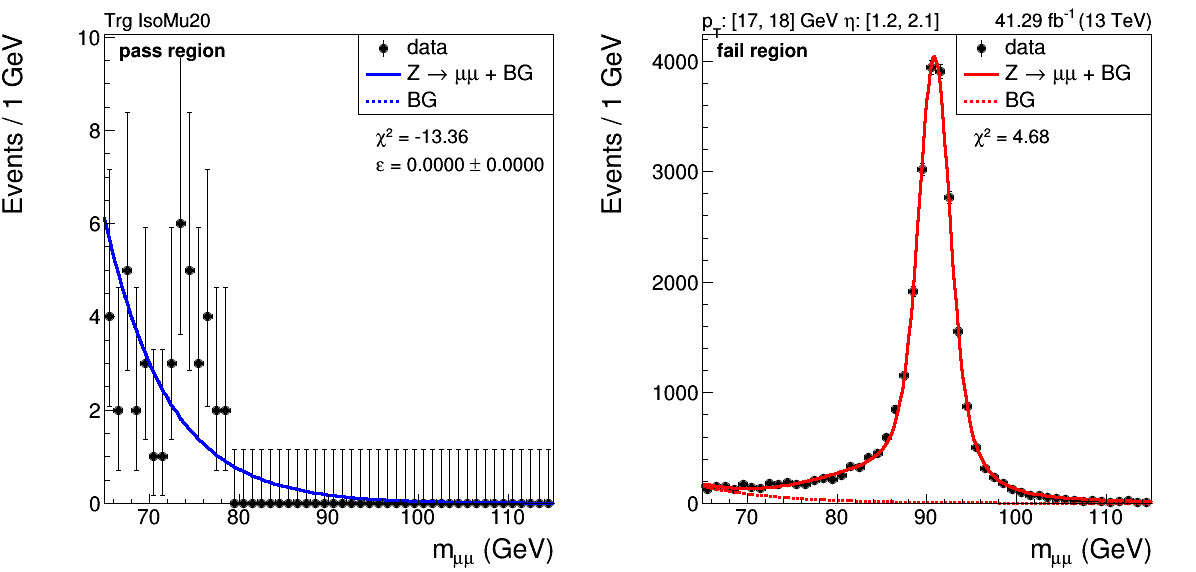 Trg IsoMu20
pass region
data
Z → μμ + BG
BG
χ² = -13.36
ε = 0.0000 ± 0.0000
Events / 1 GeV
10
8
6
4
2
0
70 80 90 100 110
m_μμ (GeV)
p_T: [17, 18] GeV η: [1.2, 2.1] 41.29 fb⁻¹ (13 TeV)
fail region
data
Z → μμ + BG
BG
χ² = 4.68
Events / 1 GeV
4000
3000
2000
1000
0
70 80 90 100 110
m_μμ (GeV)